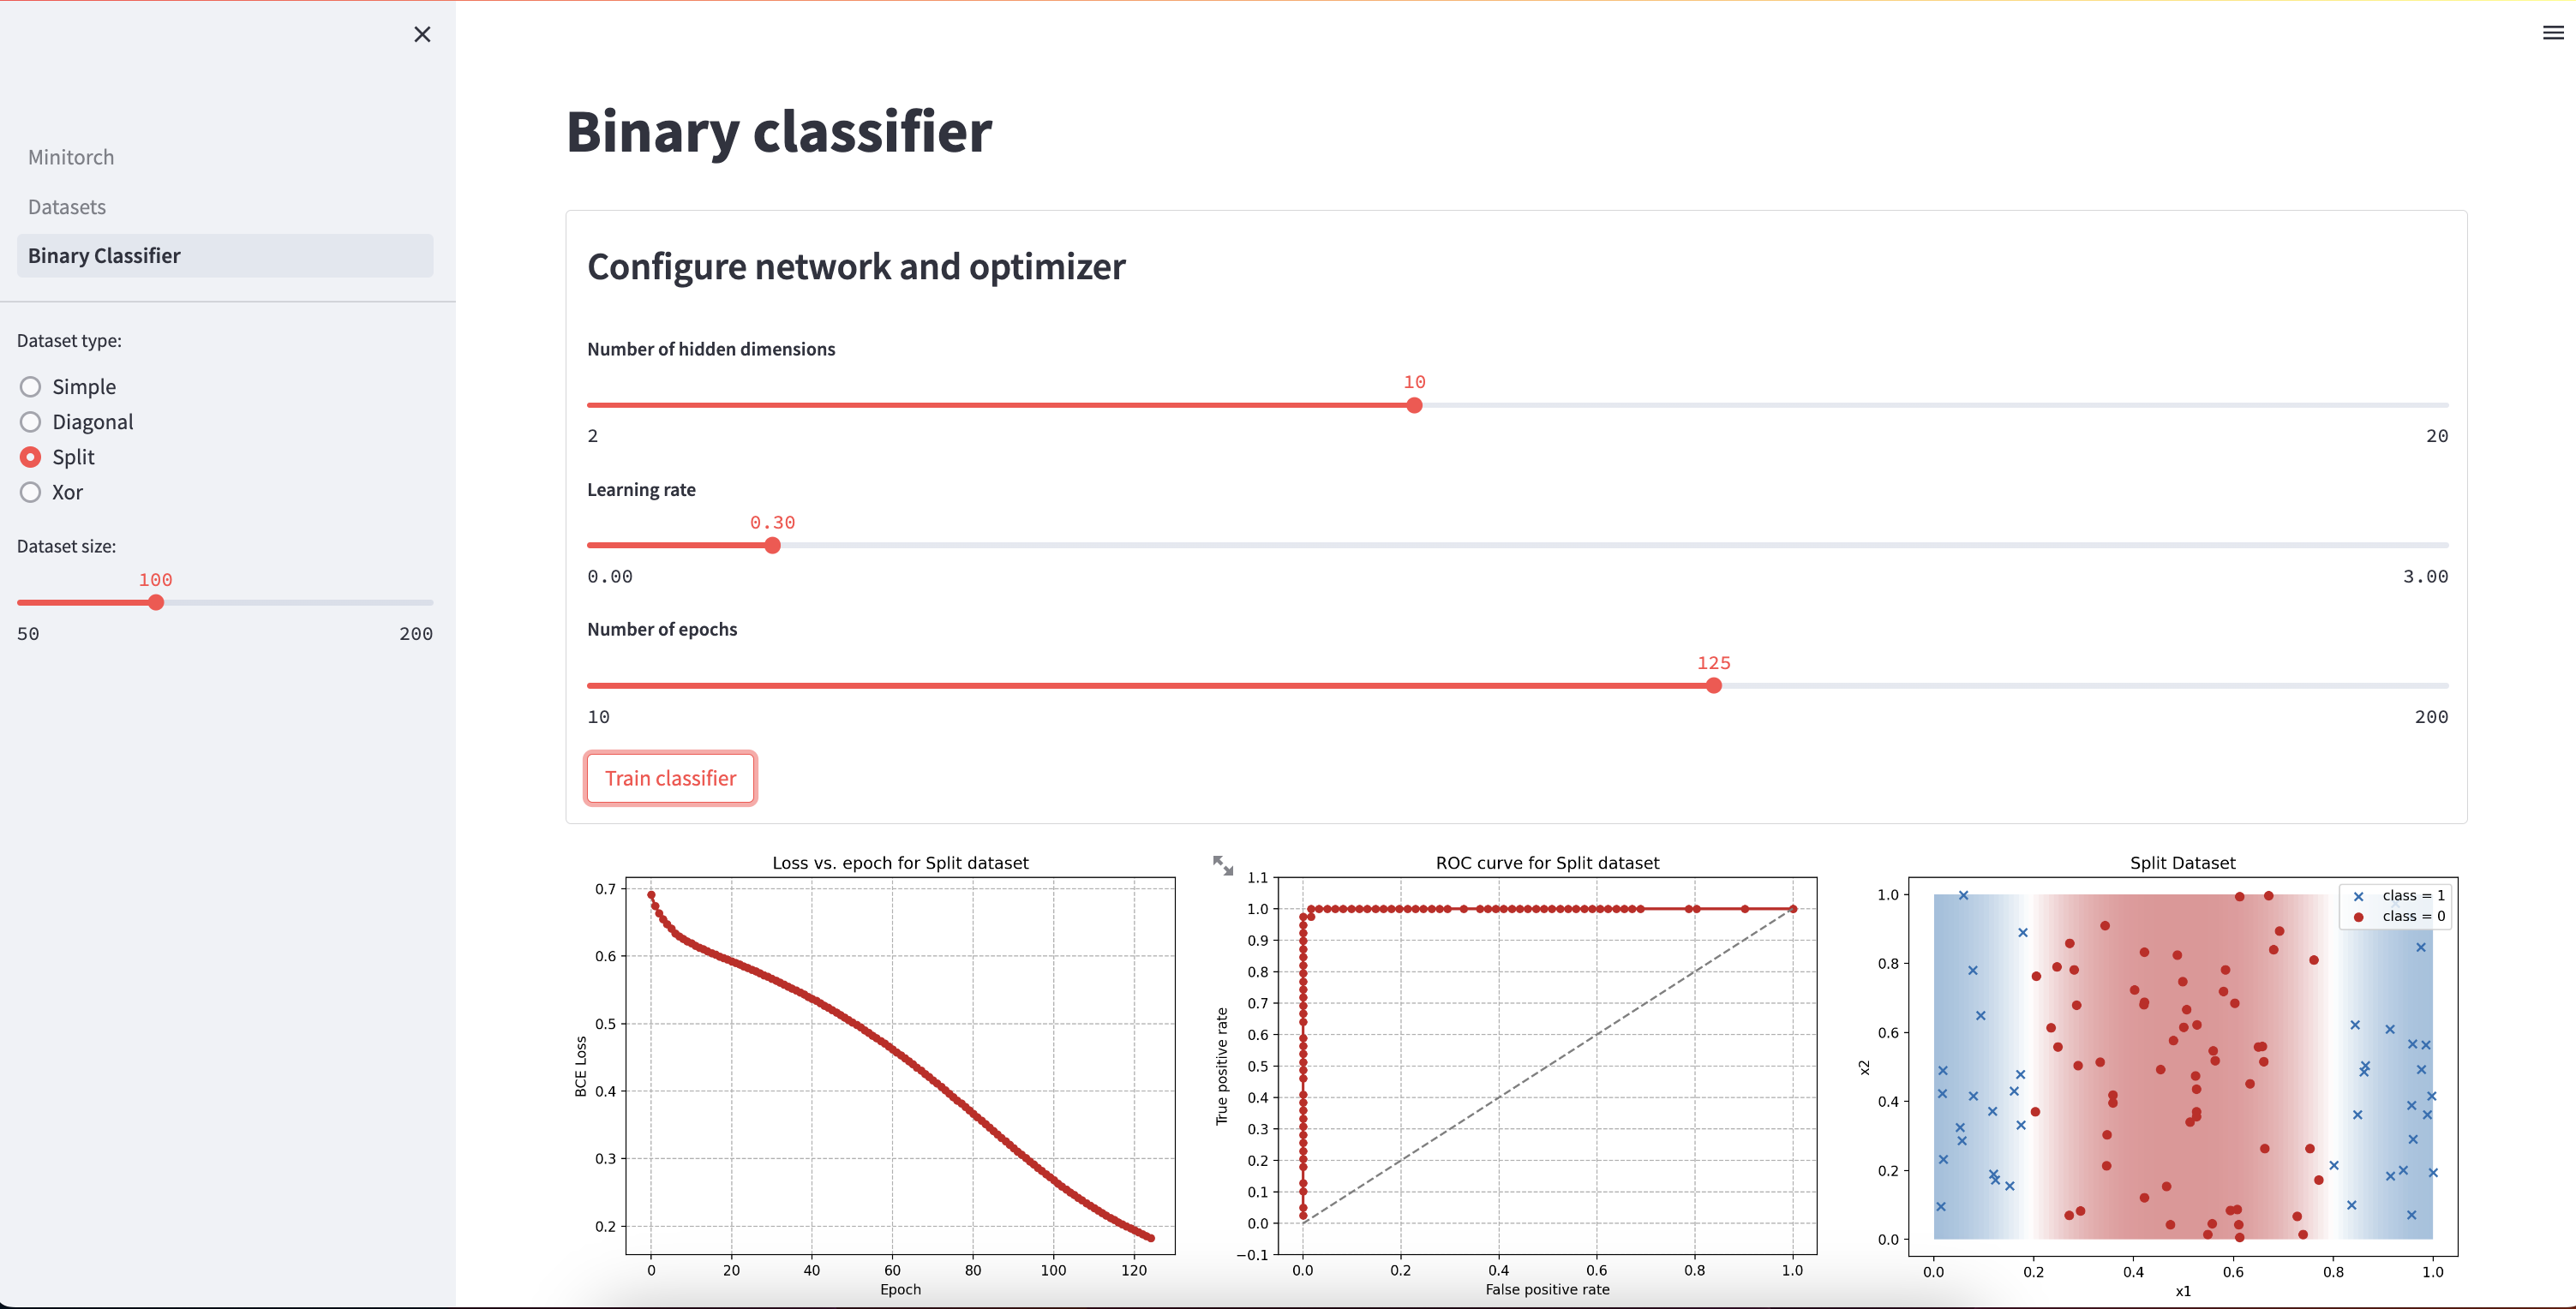 Minitorch
Datasets
Binary Classifier
Dataset type:
Simple
Diagonal
Split
Xor
Dataset size:
100
50 200
Binary classifier
Configure network and optimizer
Number of hidden dimensions
10
2 20
Learning rate
0.30
0.00 3.00
Number of epochs
125
10 200
Train classifier
Loss vs. epoch for Split dataset
BCE Loss
0.7
0.6
0.5
0.4
0.3
0.2
0 20 40 60 80 100 120
Epoch
ROC curve for Split dataset
True positive rate
1.1
1.0
0.9
0.8
0.7
0.6
0.5
0.4
0.3
0.2
0.1
0.0
−0.1
0.0 0.2 0.4 0.6 0.8 1.0
False positive rate
Split Dataset
class = 1
class = 0
x2
1.0
0.8
0.6
0.4
0.2
0.0
0.0 0.2 0.4 0.6 0.8 1.0
x1